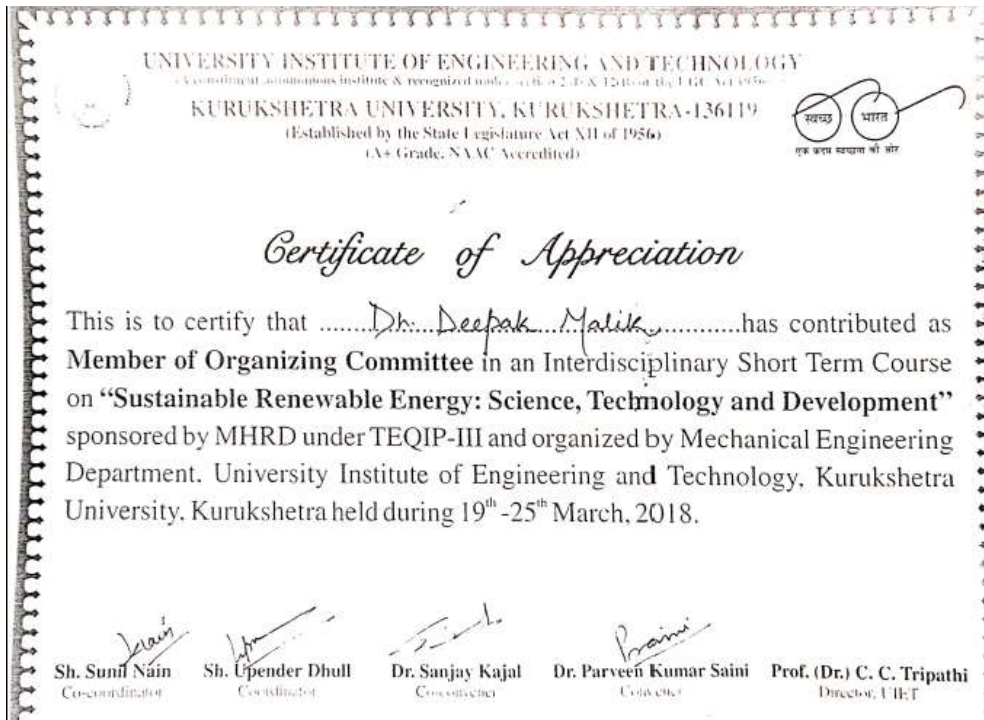 UNIVERSITY INSTITUTE OF ENGINEERING AND TECHNOLOGY
KURUKSHETRA UNIVERSITY, KURUKSHETRA-136119
(Established by the State Legislature Act XII of 1956)
(A+ Grade, NAAC Accredited)
स्वच्छ भारत
एक कदम स्वच्छता की ओर
Certificate of Appreciation
This is to certify that .......Dr. Deepak Malik...........has contributed as
Member of Organizing Committee in an Interdisciplinary Short Term Course
on “Sustainable Renewable Energy: Science, Technology and Development”
sponsored by MHRD under TEQIP-III and organized by Mechanical Engineering
Department. University Institute of Engineering and Technology, Kurukshetra
University, Kurukshetra held during 19th -25th March, 2018.
Sh. Sunil Nain Sh. Upender Dhull Dr. Sanjay Kajal Dr. Parveen Kumar Saini Prof. (Dr.) C. C. Tripathi
Co-coordinator Coordinator Co-convener Convener Director, UIET